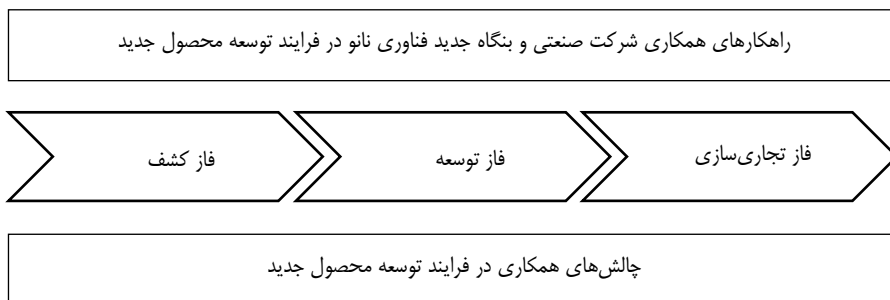 راهکارهای همکاری شرکت صنعتی و بنگاه جدید فناوری نانو در فرایند توسعه محصول جدید
فاز کشف
فاز توسعه
فاز تجاری‌سازی
چالش‌های همکاری در فرایند توسعه محصول جدید